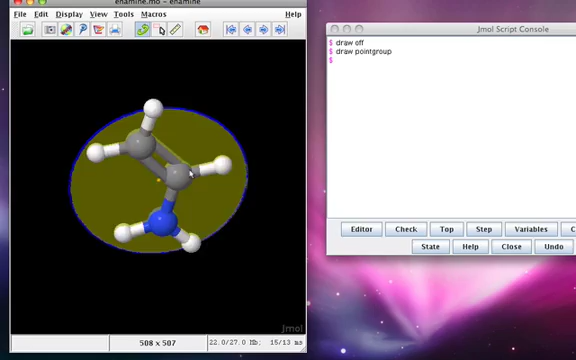 enamine.mo - enamine
File Edit Display View Tools Macros Help
Jmol
508 x 507 22.0/27.0 Mb; 15/13 ms
Jmol Script Console
$ draw off
$ draw pointgroup
$
Editor Check Top Step Variables C
State Help Close Undo